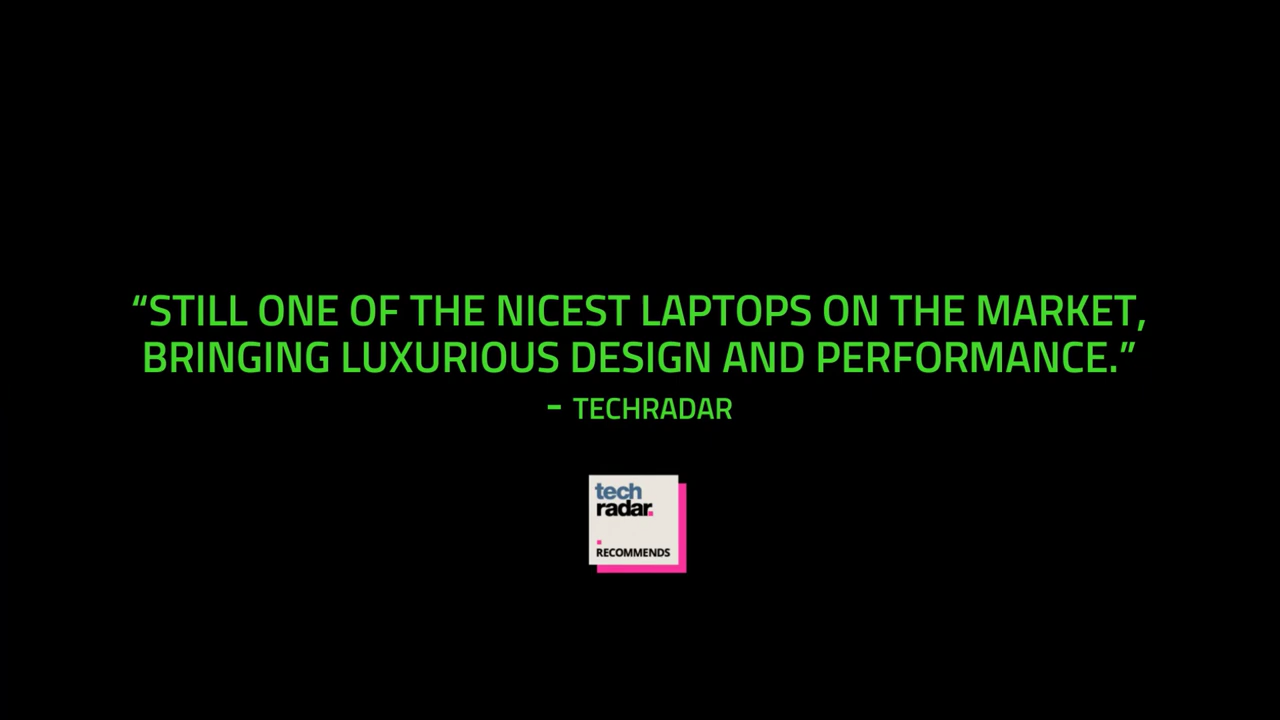 “STILL ONE OF THE NICEST LAPTOPS ON THE MARKET,
BRINGING LUXURIOUS DESIGN AND PERFORMANCE.”
- TECHRADAR
tech
radar.
RECOMMENDS